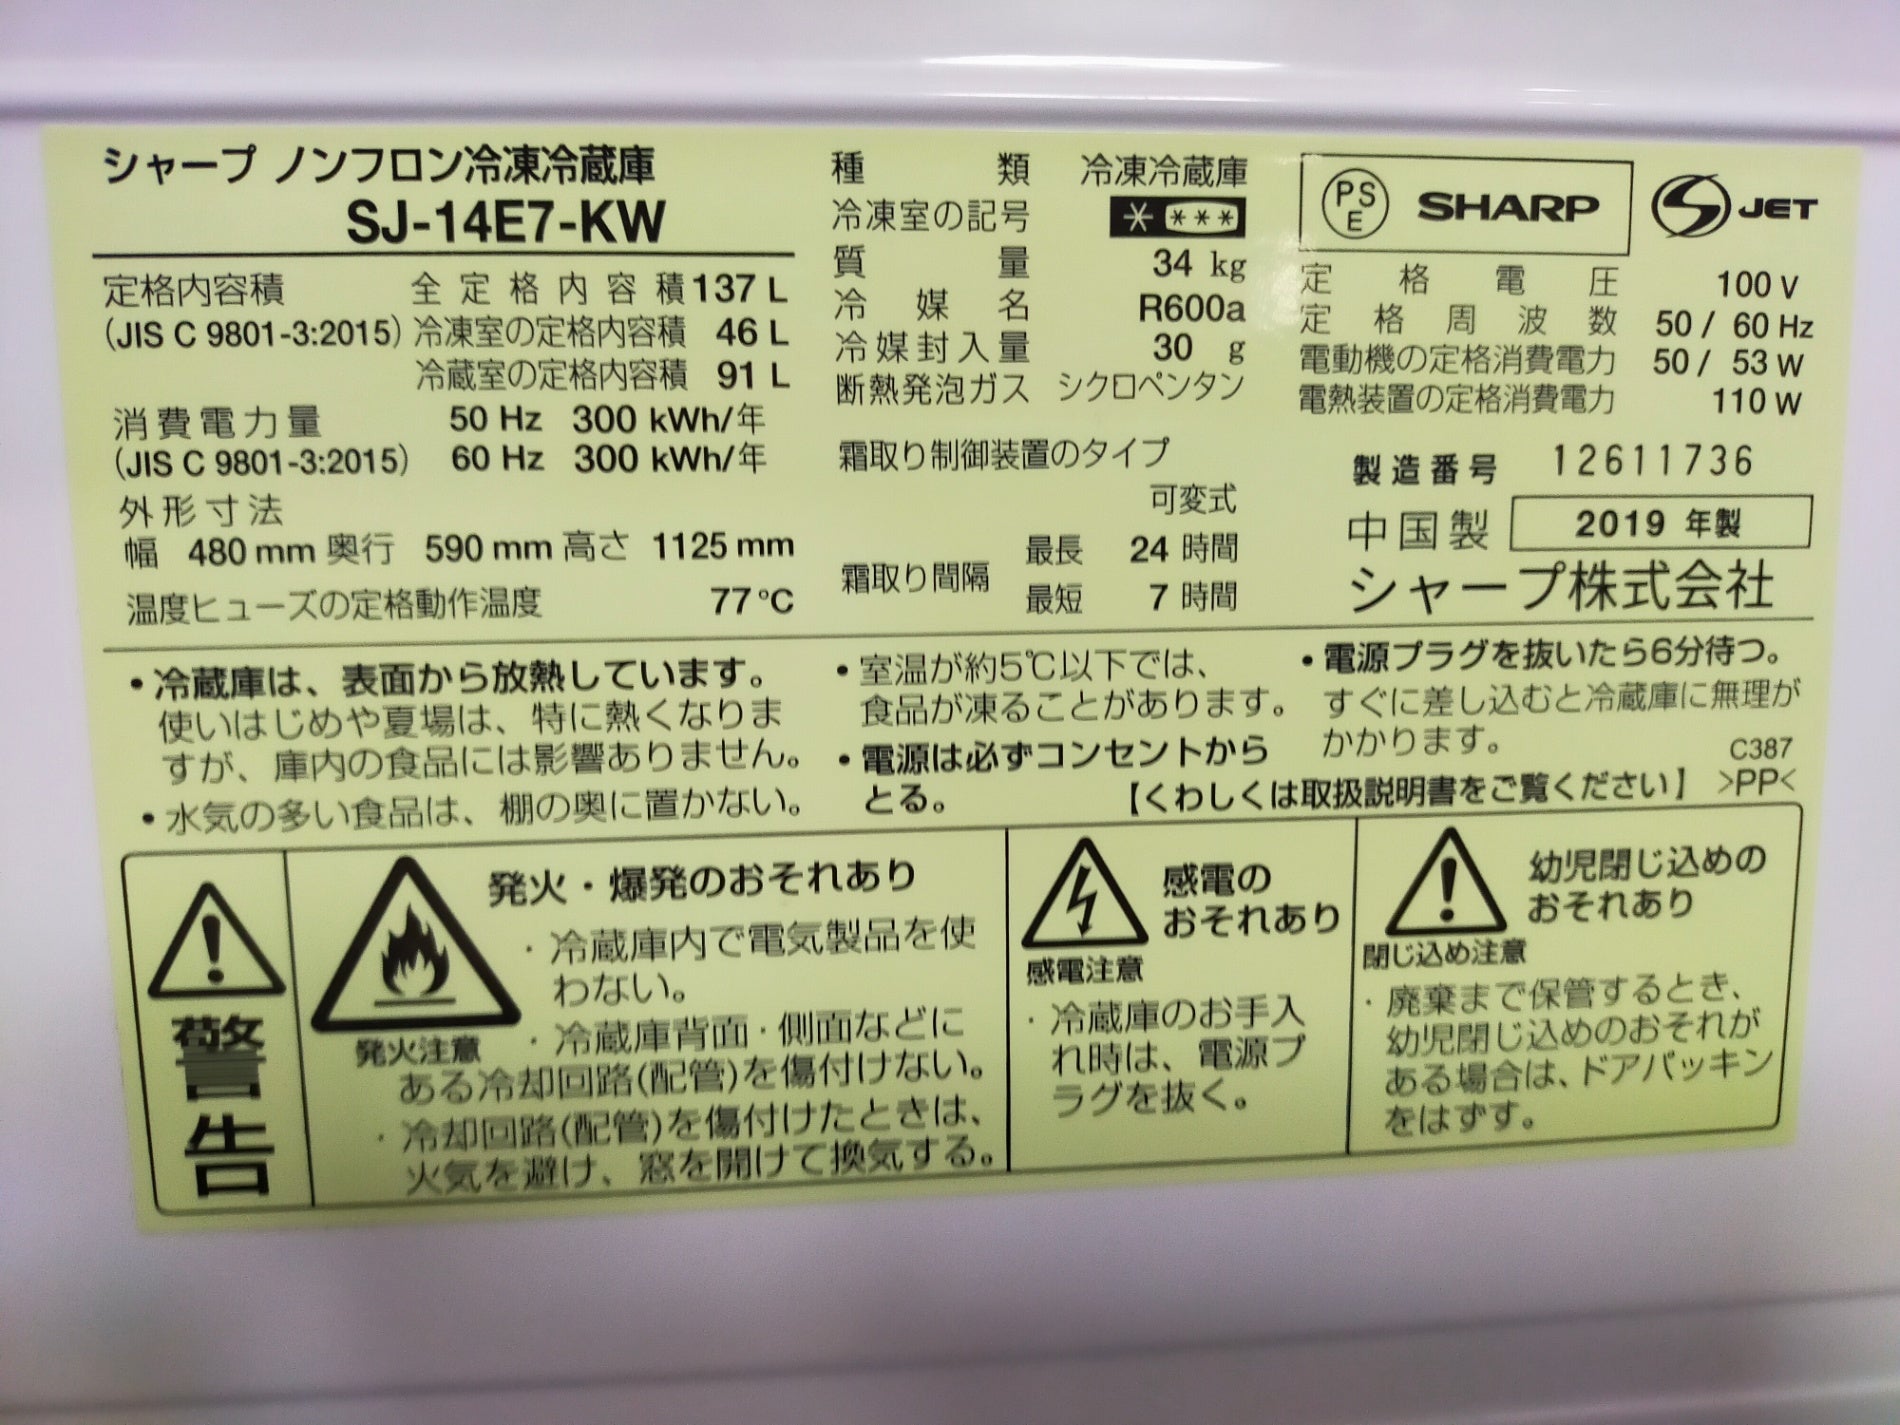 シャープ ノンフロン冷凍冷蔵庫
SJ-14E7-KW
定格内容積 全定格内容積 137 L
(JIS C 9801-3:2015) 冷凍室の定格内容積 46 L
冷蔵室の定格内容積 91 L
消費電力量 50 Hz 300 kWh/年
(JIS C 9801-3:2015) 60 Hz 300 kWh/年
外形寸法
幅 480 mm 奥行 590 mm 高さ 1125 mm
温度ヒューズの定格動作温度 77℃
種類 冷凍冷蔵庫
冷凍室の記号 * ***
質量 34 kg
冷媒名 R600a
冷媒封入量 30 g
断熱発泡ガス シクロペンタン
霜取り制御装置のタイプ
可変式
霜取り間隔 最長 24 時間
最短 7 時間
PSE SHARP JET
定格電圧 100 V
定格周波数 50 / 60 Hz
電動機の定格消費電力 50 / 53 W
電熱装置の定格消費電力 110 W
製造番号 12611736
中国製 2019 年製
シャープ株式会社
・冷蔵庫は、表面から放熱しています。
使いはじめや夏場は、特に熱くなりま
すが、庫内の食品には影響ありません。
・水気の多い食品は、棚の奥に置かない。
・室温が約5℃以下では、
食品が凍ることがあります。
・電源は必ずコンセントから
とる。
・電源プラグを抜いたら6分待つ。
すぐに差し込むと冷蔵庫に無理が
かかります。
C387
【くわしくは取扱説明書をご覧ください】 >PP<
警告
発火注意
発火・爆発のおそれあり
・冷蔵庫内で電気製品を使
わない。
・冷蔵庫背面・側面などに
ある冷却回路(配管)を傷付けない。
・冷却回路(配管)を傷付けたときは、
火気を避け、窓を開けて換気する。
感電の
おそれあり
感電注意
・冷蔵庫のお手入
れ時は、電源プ
ラグを抜く。
幼児閉じ込めの
おそれあり
閉じ込め注意
・廃棄まで保管するとき、
幼児閉じ込めのおそれが
ある場合は、ドアパッキン
をはずす。